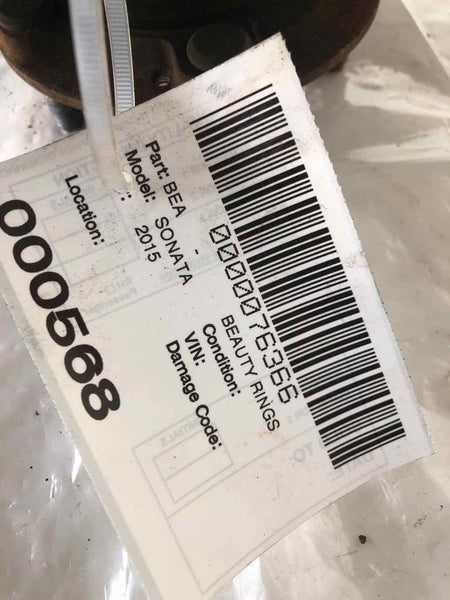 0000076366
Part: BEA - BEAUTY RINGS
Model: SONATA Condition:
: 2015 VIN:
Damage Code:
Location:
000568